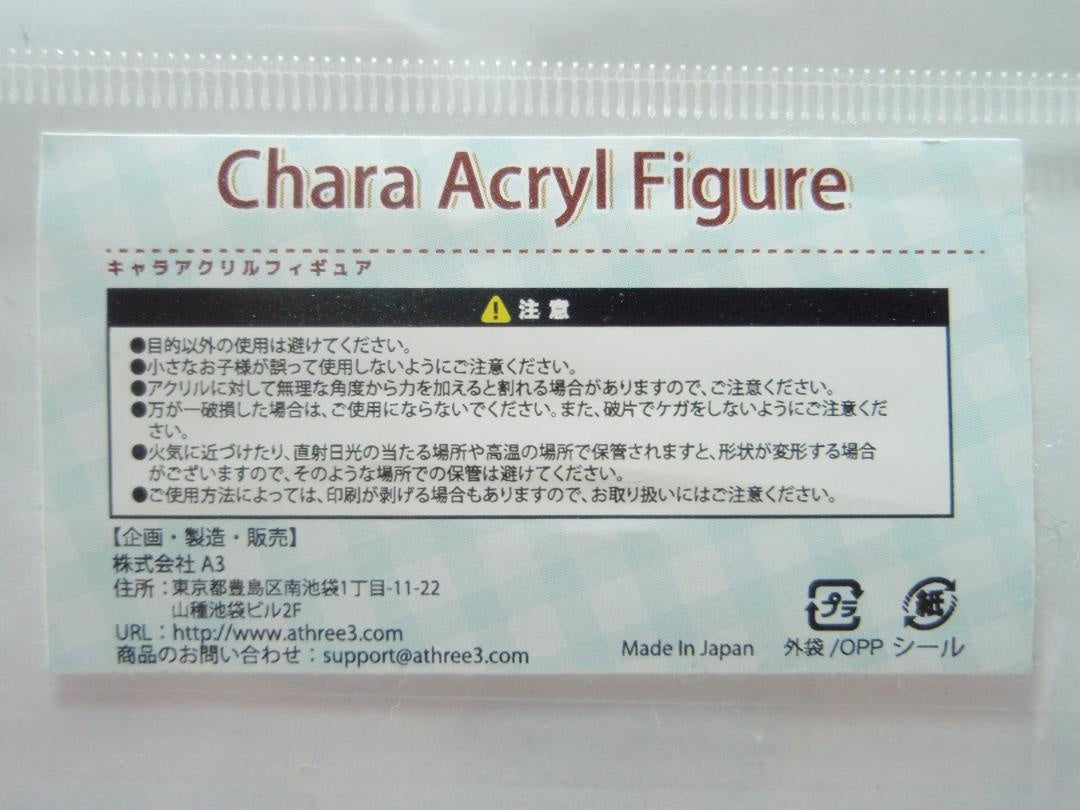 Chara Acryl Figure
キャラアクリルフィギュア
注意
●目的以外の使用は避けてください。
●小さなお子様が誤って使用しないようにご注意ください。
●アクリルに対して無理な角度から力を加えると割れる場合がありますので、ご注意ください。
●万が一破損した場合は、ご使用にならないでください。また、破片でケガをしないようにご注意くだ
さい。
●火気に近づけたり、直射日光の当たる場所や高温の場所で保管されますと、形状が変形する場合
がございますので、そのような場所での保管は避けてください。
●ご使用方法によっては、印刷が剥げる場合もありますので、お取り扱いにはご注意ください。
【企画・製造・販売】
株式会社 A3
住所：東京都豊島区南池袋1丁目-11-22
山種池袋ビル2F
URL：http://www.athree3.com
商品のお問い合わせ：support@athree3.com
Made In Japan
プラ
外袋/OPP
紙
シール